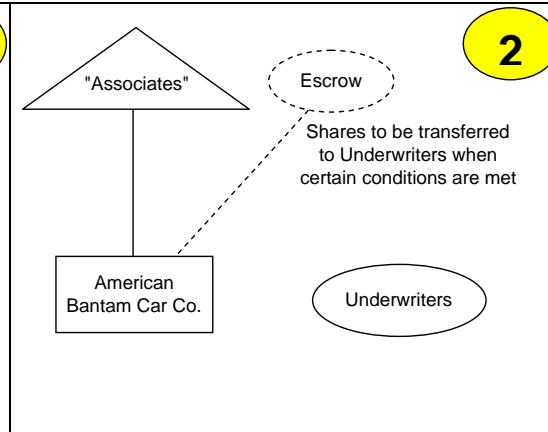 2
"Associates"
Escrow
Shares to be transferred
to Underwriters when
certain conditions are met
American
Bantam Car Co.
Underwriters